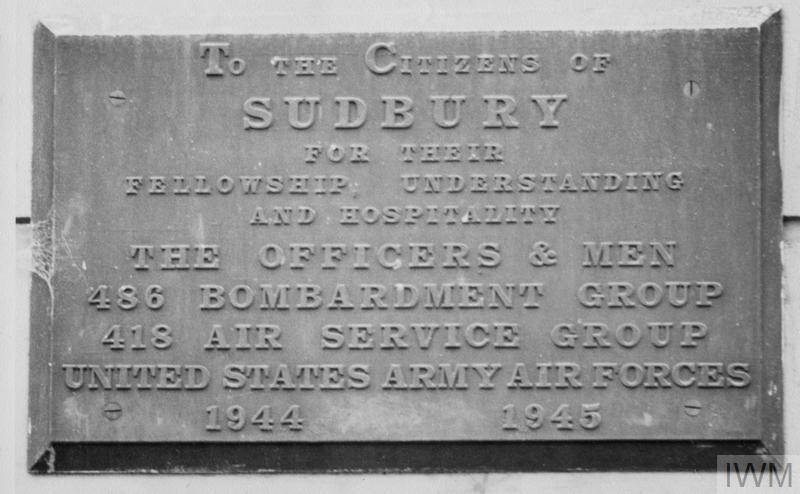 To the Citizens of
SUDBURY
FOR THEIR
FELLOWSHIP, UNDERSTANDING
AND HOSPITALITY
THE OFFICERS & MEN
486 BOMBARDMENT GROUP
418 AIR SERVICE GROUP
UNITED STATES ARMY AIR FORCES
1944 1945
IWM